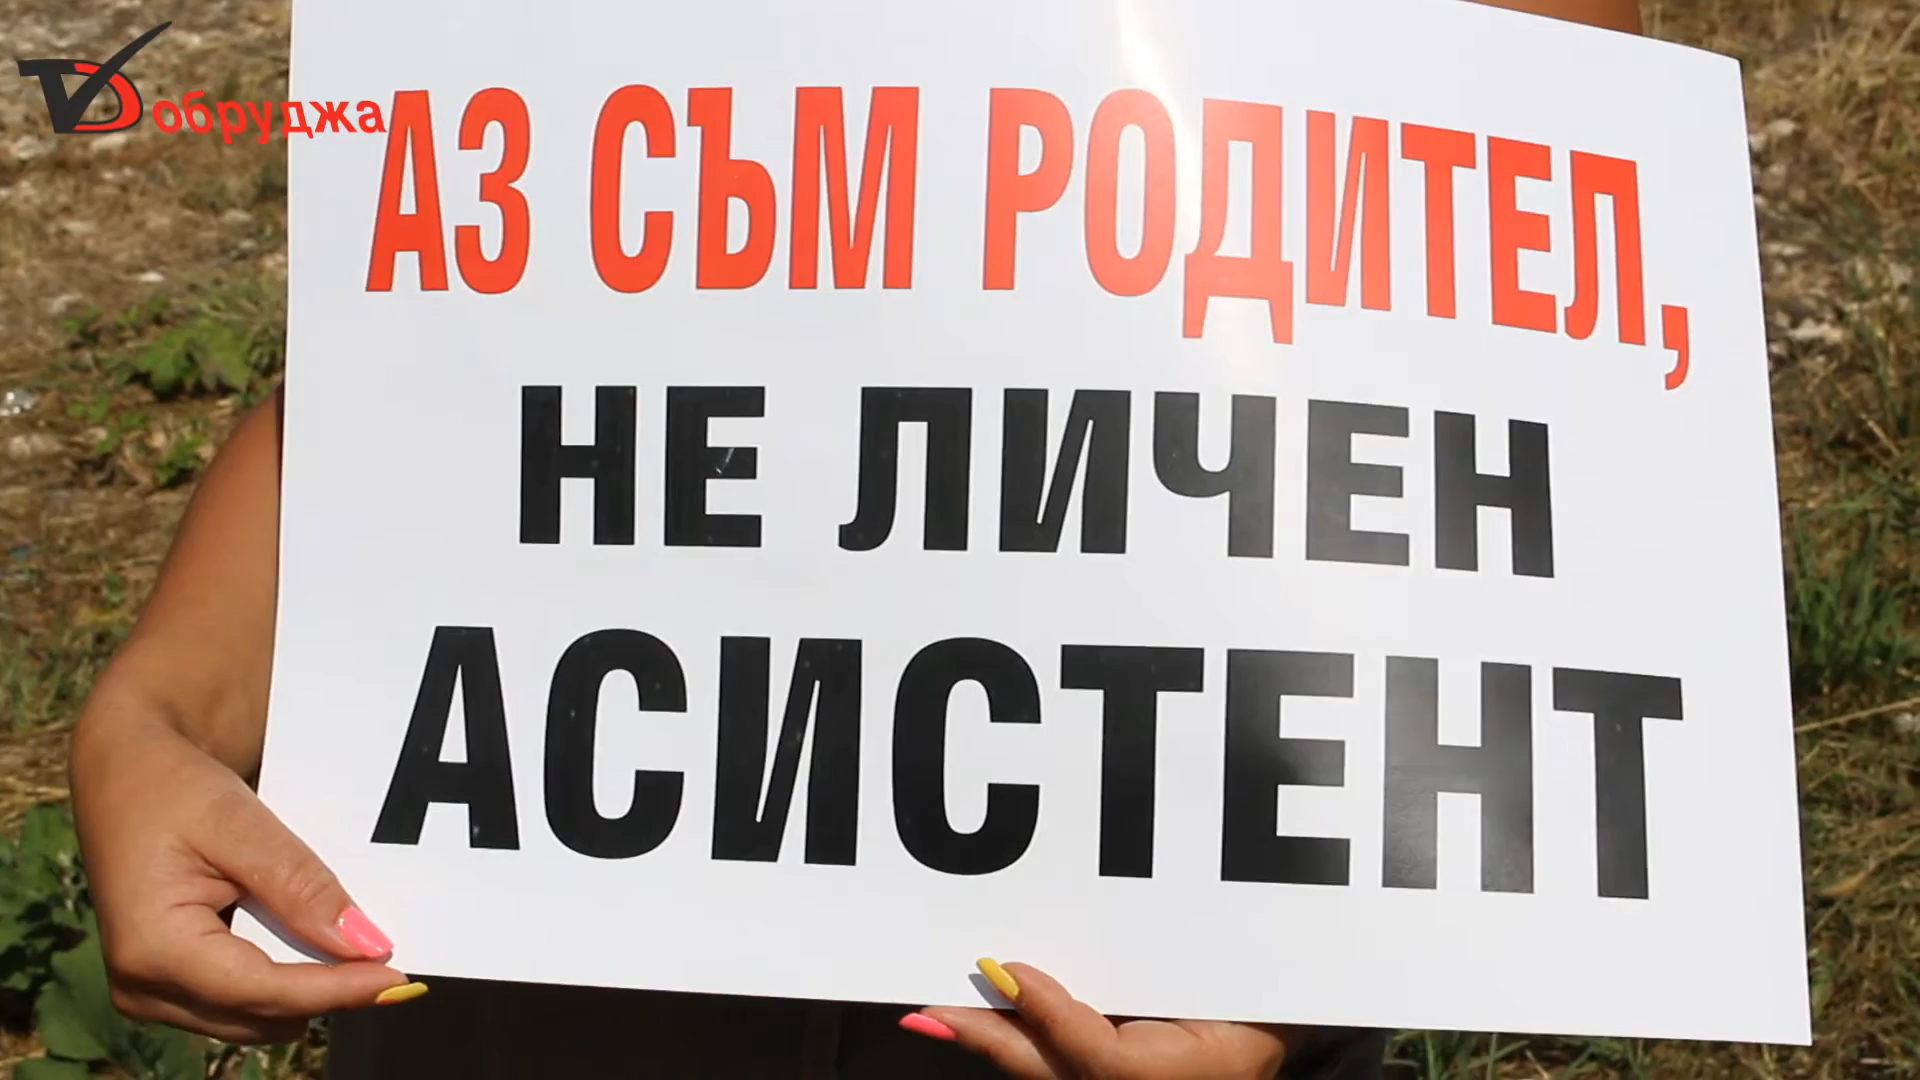 TV Добруджа
АЗ СЪМ РОДИТЕЛ,
НЕ ЛИЧЕН
АСИСТЕНТ